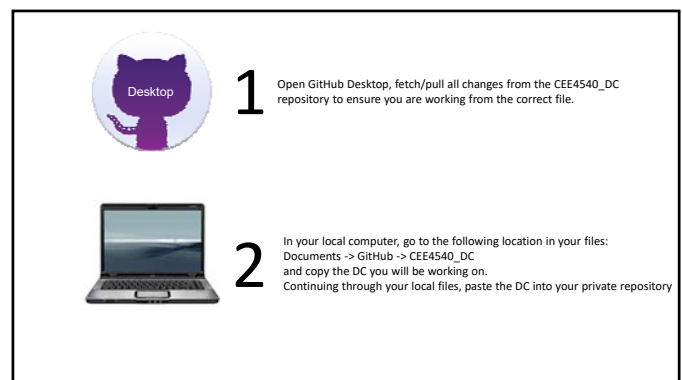 Desktop
1
Open GitHub Desktop, fetch/pull all changes from the CEE4540_DC
repository to ensure you are working from the correct file.
2
In your local computer, go to the following location in your files:
Documents -> GitHub -> CEE4540_DC
and copy the DC you will be working on.
Continuing through your local files, paste the DC into your private repository